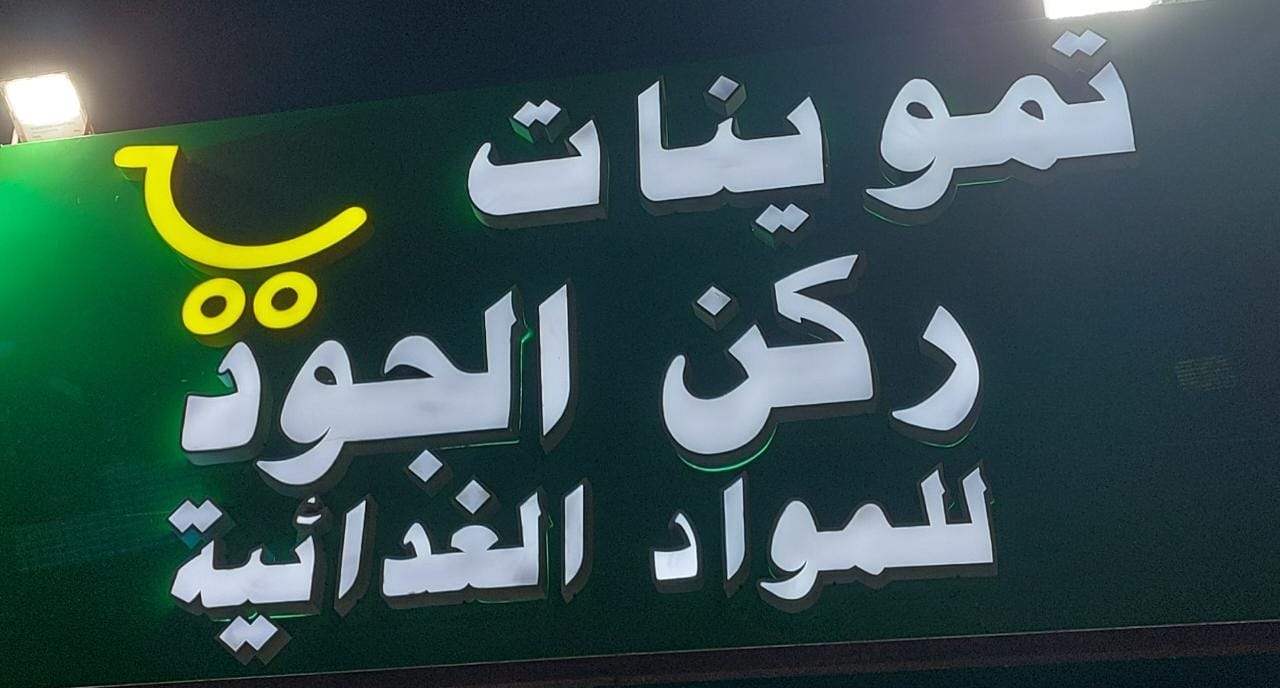 تموينات
ركن الجود
للمواد الغذائية